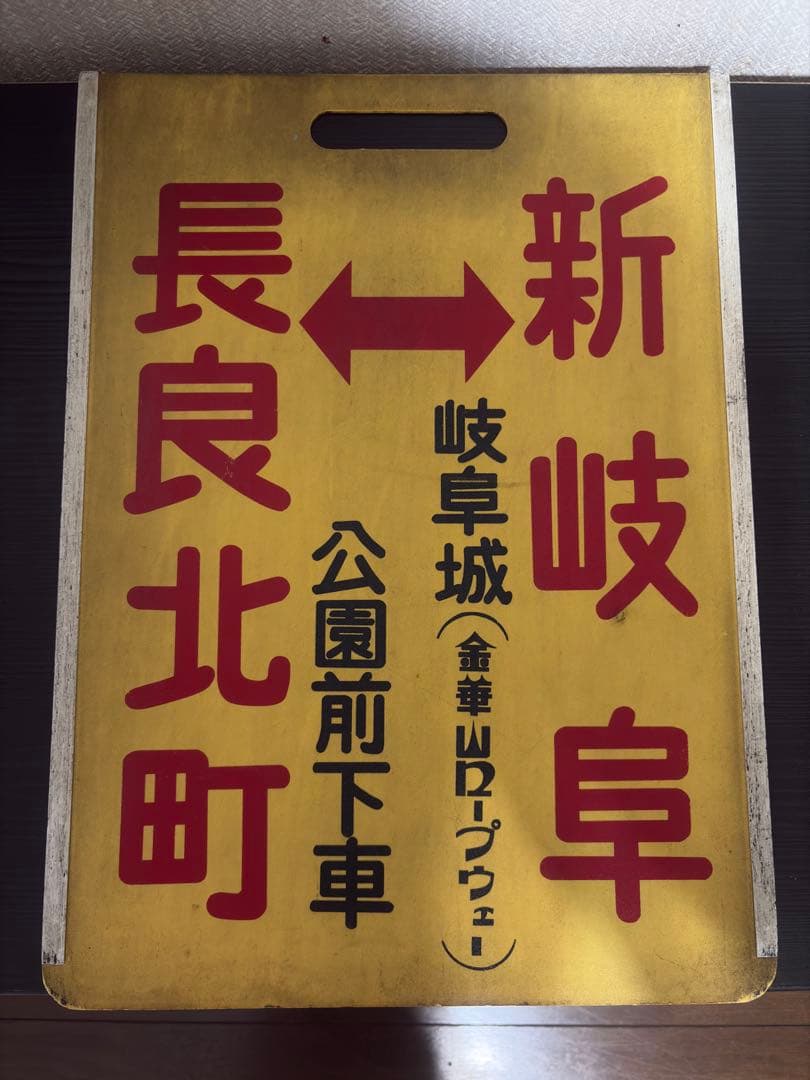 新岐阜
↔
岐阜城(金華山ロープウェー)
公園前下車
長良北町